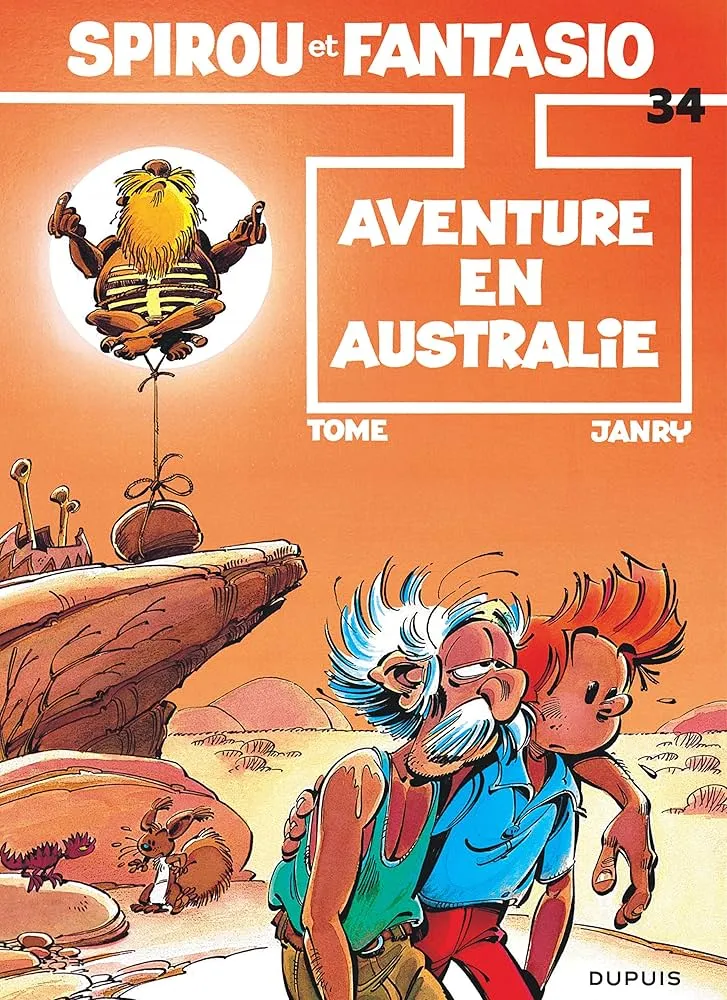 SPIROU et FANTASIO
34
AVENTURE
EN
AUSTRALIE
TOME JANRY
DUPUIS